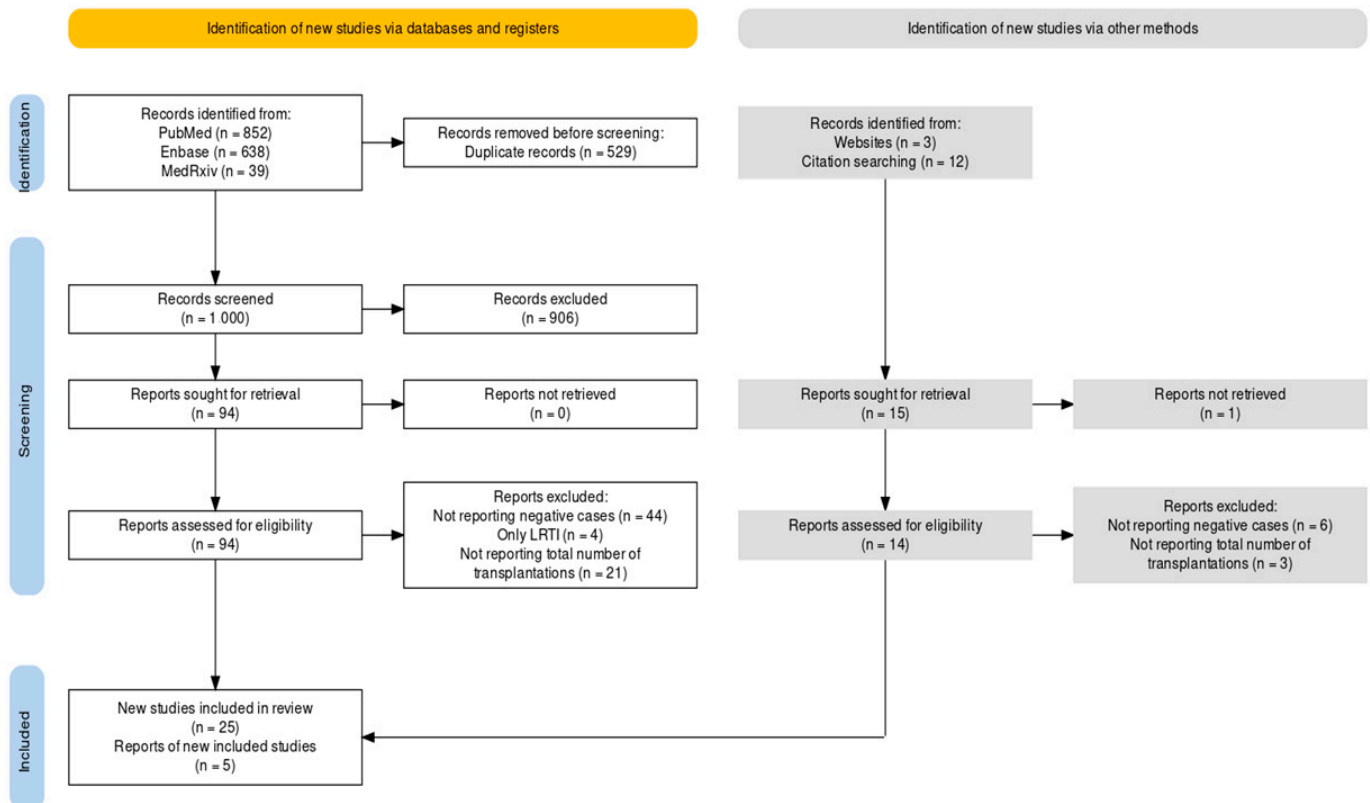 Identification of new studies via databases and registers
Identification of new studies via other methods
Identification
Records identified from:
PubMed (n = 852)
Enbase (n = 638)
MedRxiv (n = 39)
Records removed before screening:
Duplicate records (n = 529)
Records identified from:
Websites (n = 3)
Citation searching (n = 12)
Screening
Records screened
(n = 1 000)
Records excluded
(n = 906)
Reports sought for retrieval
(n = 94)
Reports not retrieved
(n = 0)
Reports sought for retrieval
(n = 15)
Reports not retrieved
(n = 1)
Reports assessed for eligibility
(n = 94)
Reports excluded:
Not reporting negative cases (n = 44)
Only LRTI (n = 4)
Not reporting total number of
transplantations (n = 21)
Reports assessed for eligibility
(n = 14)
Reports excluded:
Not reporting negative cases (n = 6)
Not reporting total number of
transplantations (n = 3)
Included
New studies included in review
(n = 25)
Reports of new included studies
(n = 5)